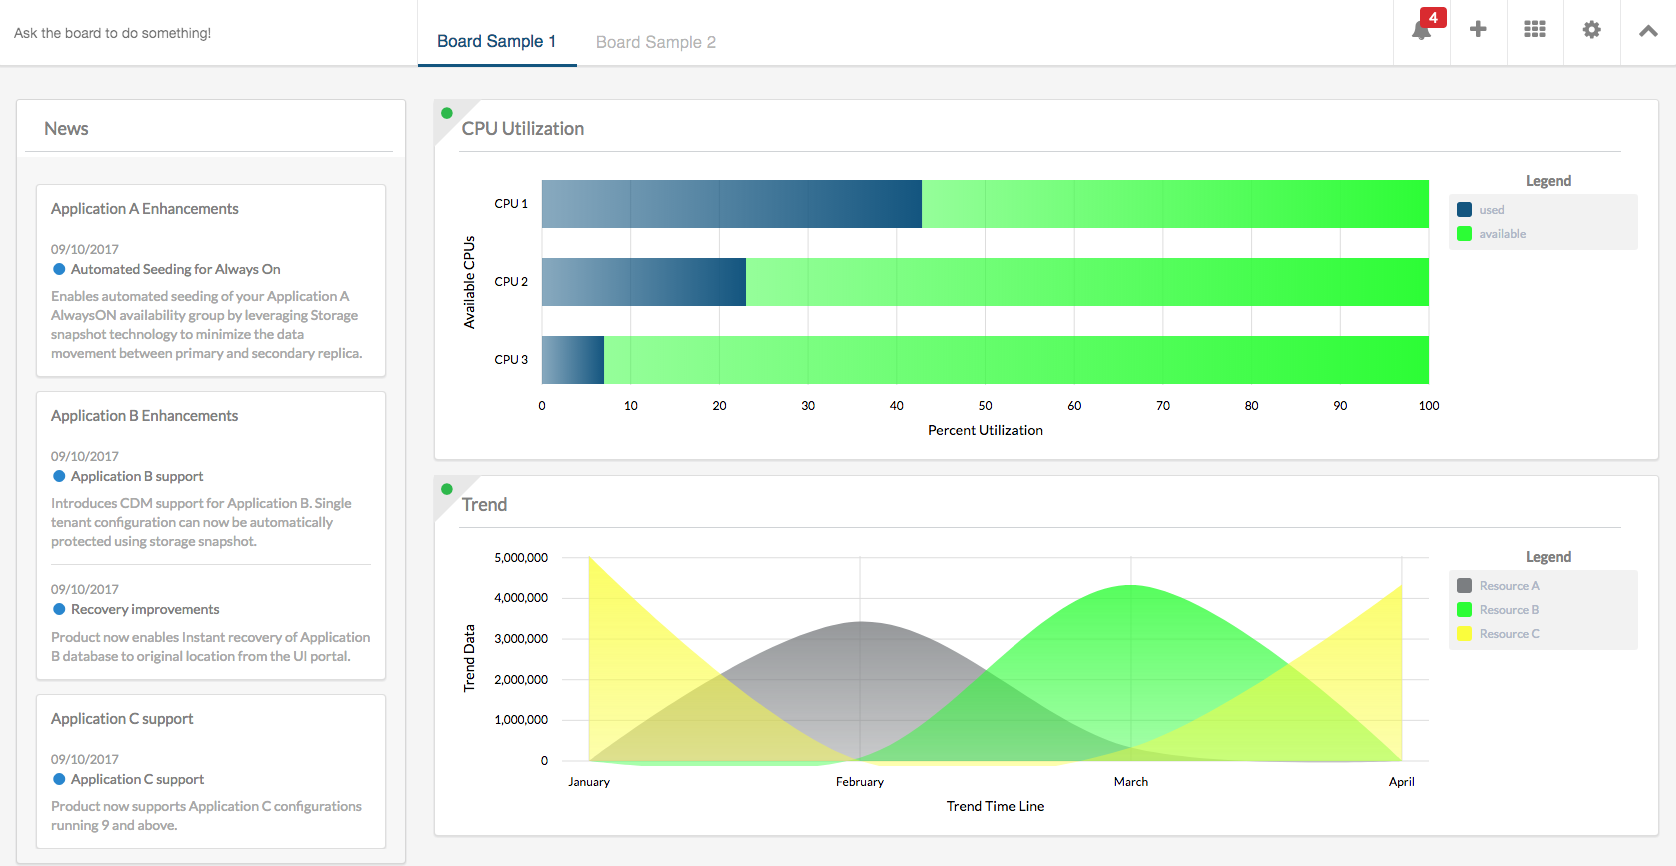 Ask the board to do something!
Board Sample 1
Board Sample 2
4
News
Application A Enhancements
09/10/2017
Automated Seeding for Always On
Enables automated seeding of your Application A
AlwaysON availability group by leveraging Storage
snapshot technology to minimize the data
movement between primary and secondary replica.
Application B Enhancements
09/10/2017
Application B support
Introduces CDM support for Application B. Single
tenant configuration can now be automatically
protected using storage snapshot.
09/10/2017
Recovery improvements
Product now enables Instant recovery of Application
B database to original location from the UI portal.
Application C support
09/10/2017
Application C support
Product now supports Application C configurations
running 9 and above.
CPU Utilization
Available CPUs
CPU 1
CPU 2
CPU 3
0 10 20 30 40 50 60 70 80 90 100
Percent Utilization
Legend
used
available
Trend
Trend Data
5,000,000
4,000,000
3,000,000
2,000,000
1,000,000
0
January February March April
Trend Time Line
Legend
Resource A
Resource B
Resource C